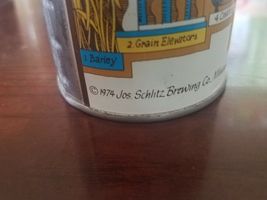 2. Grain Elevators
1. Barley
© 1974 Jos. Schlitz Brewing Co.